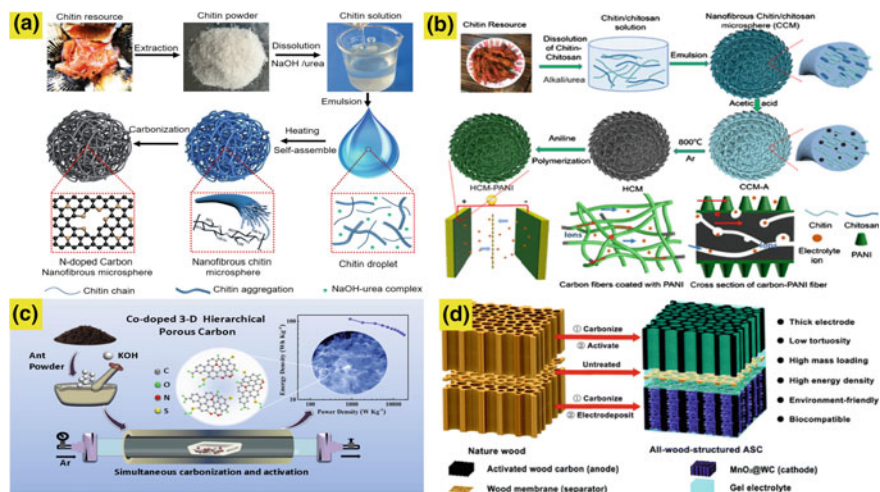 (a)
Chitin resource
Chitin powder
Chitin solution
Extraction
Dissolution
NaOH /urea
Emulsion
Carbonization
Heating
Self-assemble
N-doped Carbon
Nanofibrous microsphere
Nanofibrous chitin
microsphere
Chitin droplet
Chitin chain
Chitin aggregation
NaOH-urea complex
(b)
Chitin Resource
Dissolution
of Chitin-
Chitosan
Alkali/urea
Chitin/chitosan
solution
Emulsion
Nanofibrous Chitin/chitosan
microsphere (CCM)
Acetic acid
Aniline
Polymerization
800℃
Ar
HCM-PANI
HCM
CCM-A
+
Ions
Ions
Carbon fibers coated with PANI
Cross section of carbon-PANI fiber
Chitin
Chitosan
Electrolyte
ion
PANI
(c)
Co-doped 3-D Hierarchical
Porous Carbon
Ant
Powder
KOH
C
O
N
S
Energy Density (Wh Kg⁻¹)
100
10
100
1000
10000
Power Density (W Kg⁻¹)
Ar
Simultaneous carbonization and activation
(d)
① Carbonize
② Activate
Untreated
① Carbonize
② Electrodeposit
Thick electrode
Low tortuosity
High mass loading
High energy density
Environment-friendly
Biocompatible
Nature wood
All-wood-structured ASC
Activated wood carbon (anode)
MnO₂@WC (cathode)
Wood membrane (separator)
Gel electrolyte